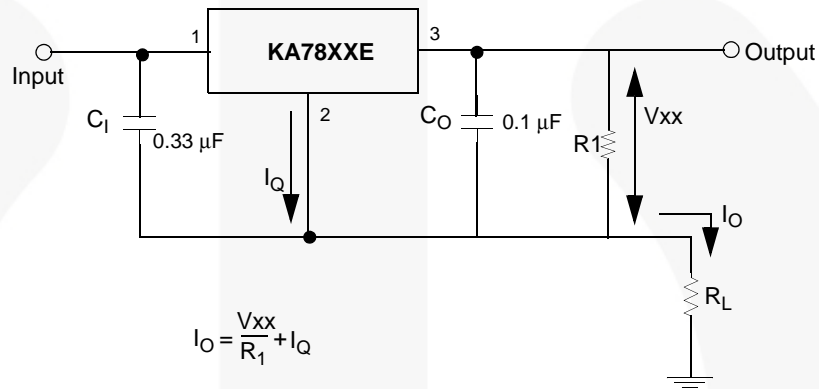 1
KA78XXE
3
Input
Output
2
C_I
0.33 μF
C_O
0.1 μF
R1
Vxx
I_Q
I_O
R_L
I_O = Vxx/R_1 + I_Q